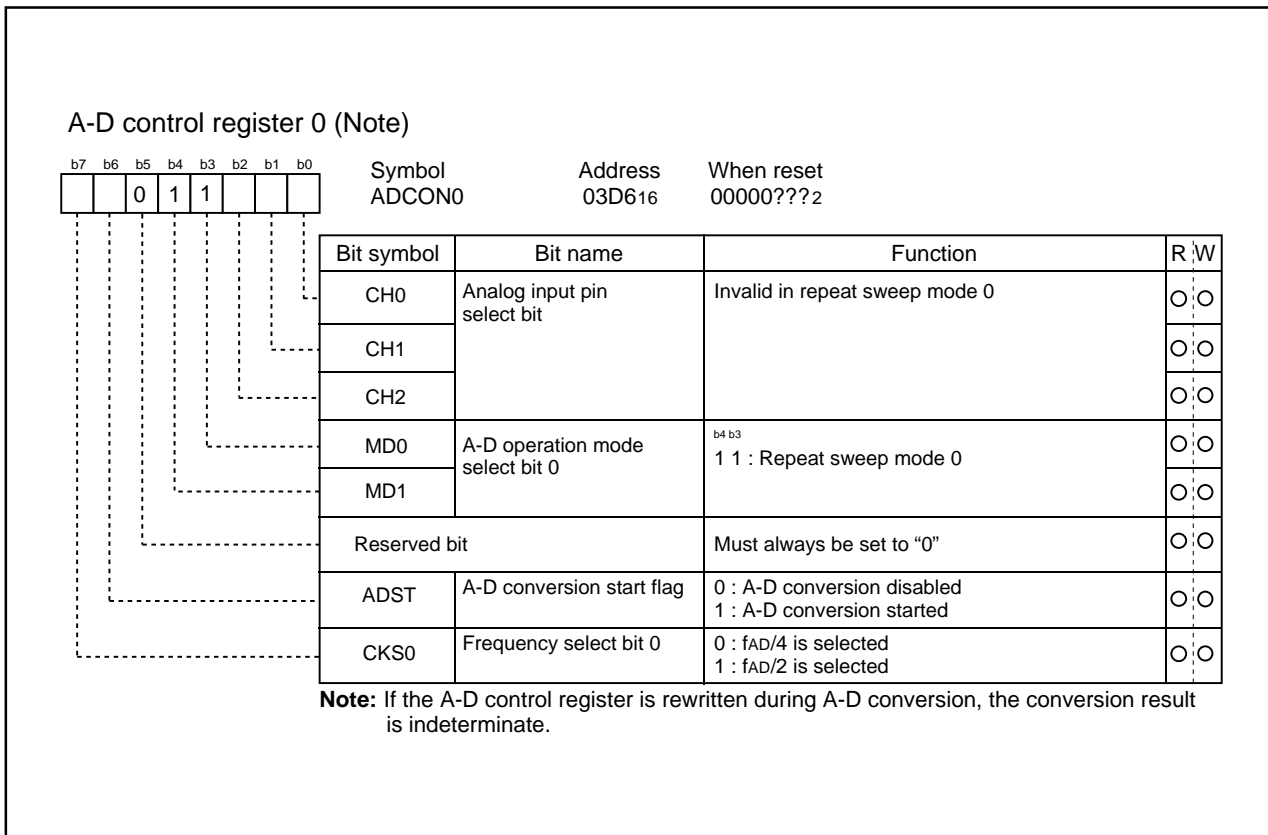 A-D control register 0 (Note)
b7 b6 b5 b4 b3 b2 b1 b0
0 1 1
Symbol Address When reset
ADCON0 03D616 00000???2
Bit symbol Bit name Function R W
CH0 Analog input pin select bit Invalid in repeat sweep mode 0
CH1
CH2
MD0 A-D operation mode select bit 0
b4 b3
1 1 : Repeat sweep mode 0
MD1
Reserved bit Must always be set to “0”
ADST A-D conversion start flag 0 : A-D conversion disabled
1 : A-D conversion started
CKS0 Frequency select bit 0 0 : fAD/4 is selected
1 : fAD/2 is selected
Note: If the A-D control register is rewritten during A-D conversion, the conversion result
is indeterminate.